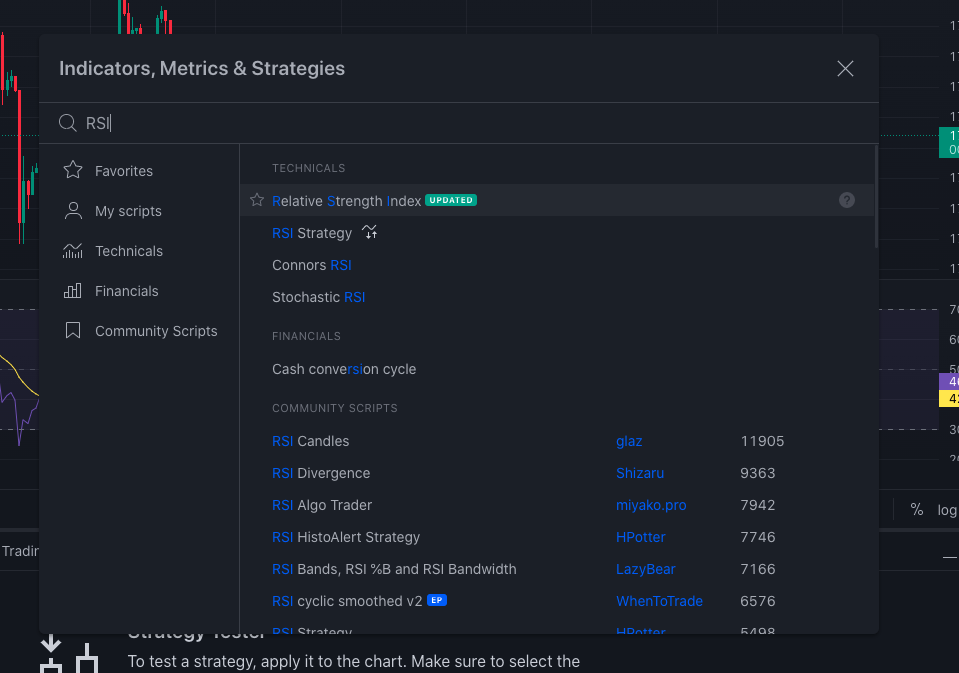 Indicators, Metrics & Strategies
RSI
Favorites
My scripts
Technicals
Financials
Community Scripts
TECHNICALS
Relative Strength Index UPDATED ?
RSI Strategy
Connors RSI
Stochastic RSI
FINANCIALS
Cash conversion cycle
COMMUNITY SCRIPTS
RSI Candles glaz 11905
RSI Divergence Shizaru 9363
RSI Algo Trader miyako.pro 7942
RSI HistoAlert Strategy HPotter 7746
RSI Bands, RSI %B and RSI Bandwidth LazyBear 7166
RSI cyclic smoothed v2 EP WhenToTrade 6576
RSI Strategy HPotter 5498
% log
Strategy Tester
To test a strategy, apply it to the chart. Make sure to select the